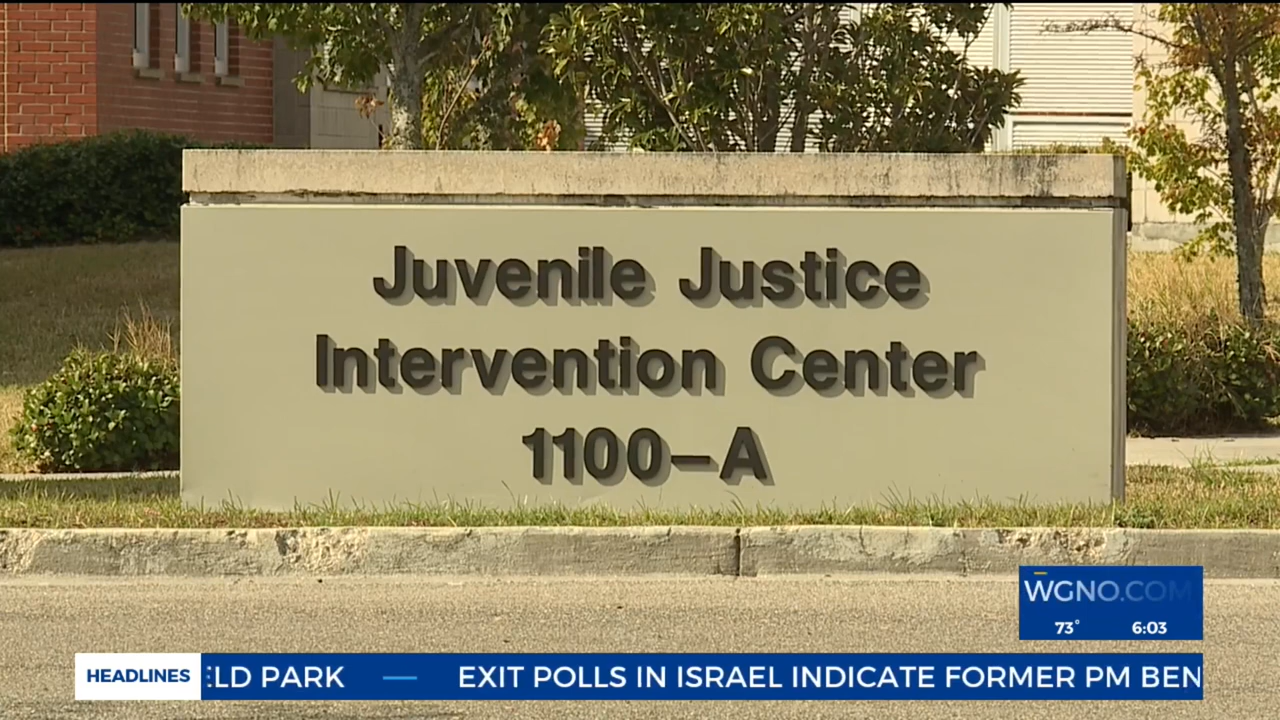 Juvenile Justice
Intervention Center
1100-A
WGNO.COM
73° 6:03
HEADLINES
LD PARK — EXIT POLLS IN ISRAEL INDICATE FORMER PM BEN